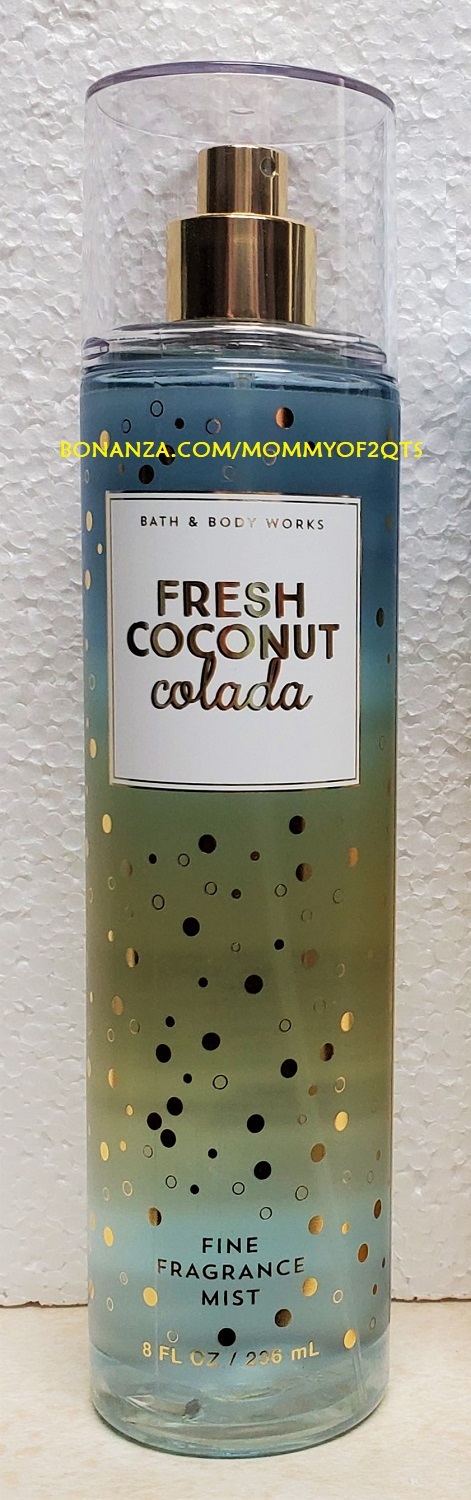 BONANZA.COM/MOMMYOF2QTS
BATH & BODY WORKS
FRESH
COCONUT
colada
FINE
FRAGRANCE
MIST
8 FL OZ / 236 mL